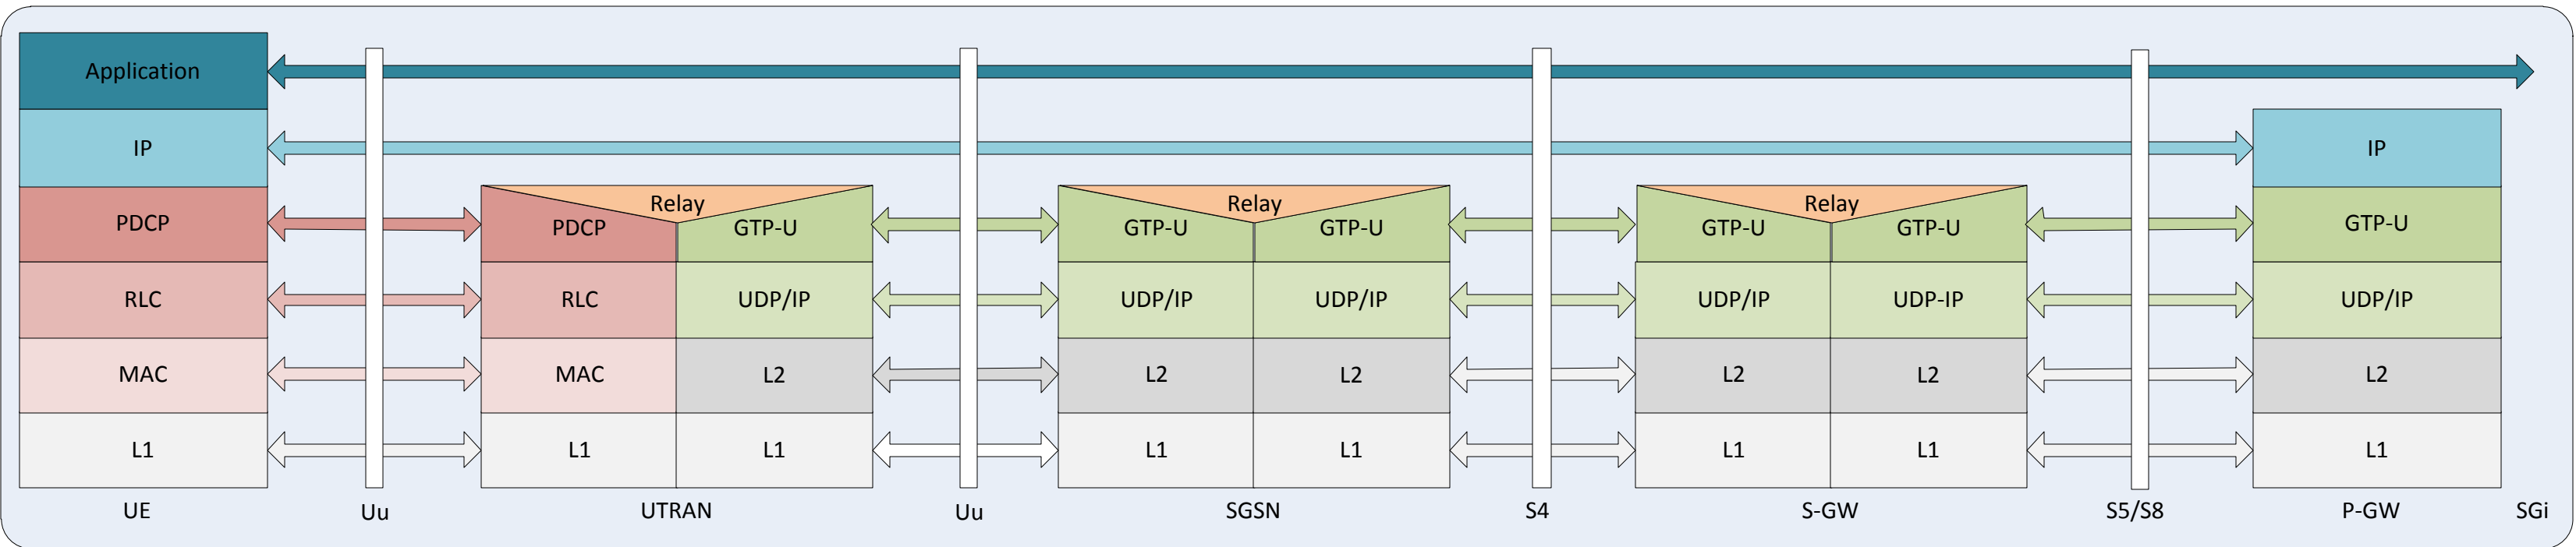 Application
IP
IP
Relay
Relay
Relay
PDCP
PDCP
GTP-U
GTP-U
GTP-U
GTP-U
GTP-U
GTP-U
RLC
RLC
UDP/IP
UDP/IP
UDP/IP
UDP/IP
UDP-IP
UDP/IP
MAC
MAC
L2
L2
L2
L2
L2
L2
L1
L1
L1
L1
L1
L1
L1
L1
UE
Uu
UTRAN
Uu
SGSN
S4
S-GW
S5/S8
P-GW
SGi